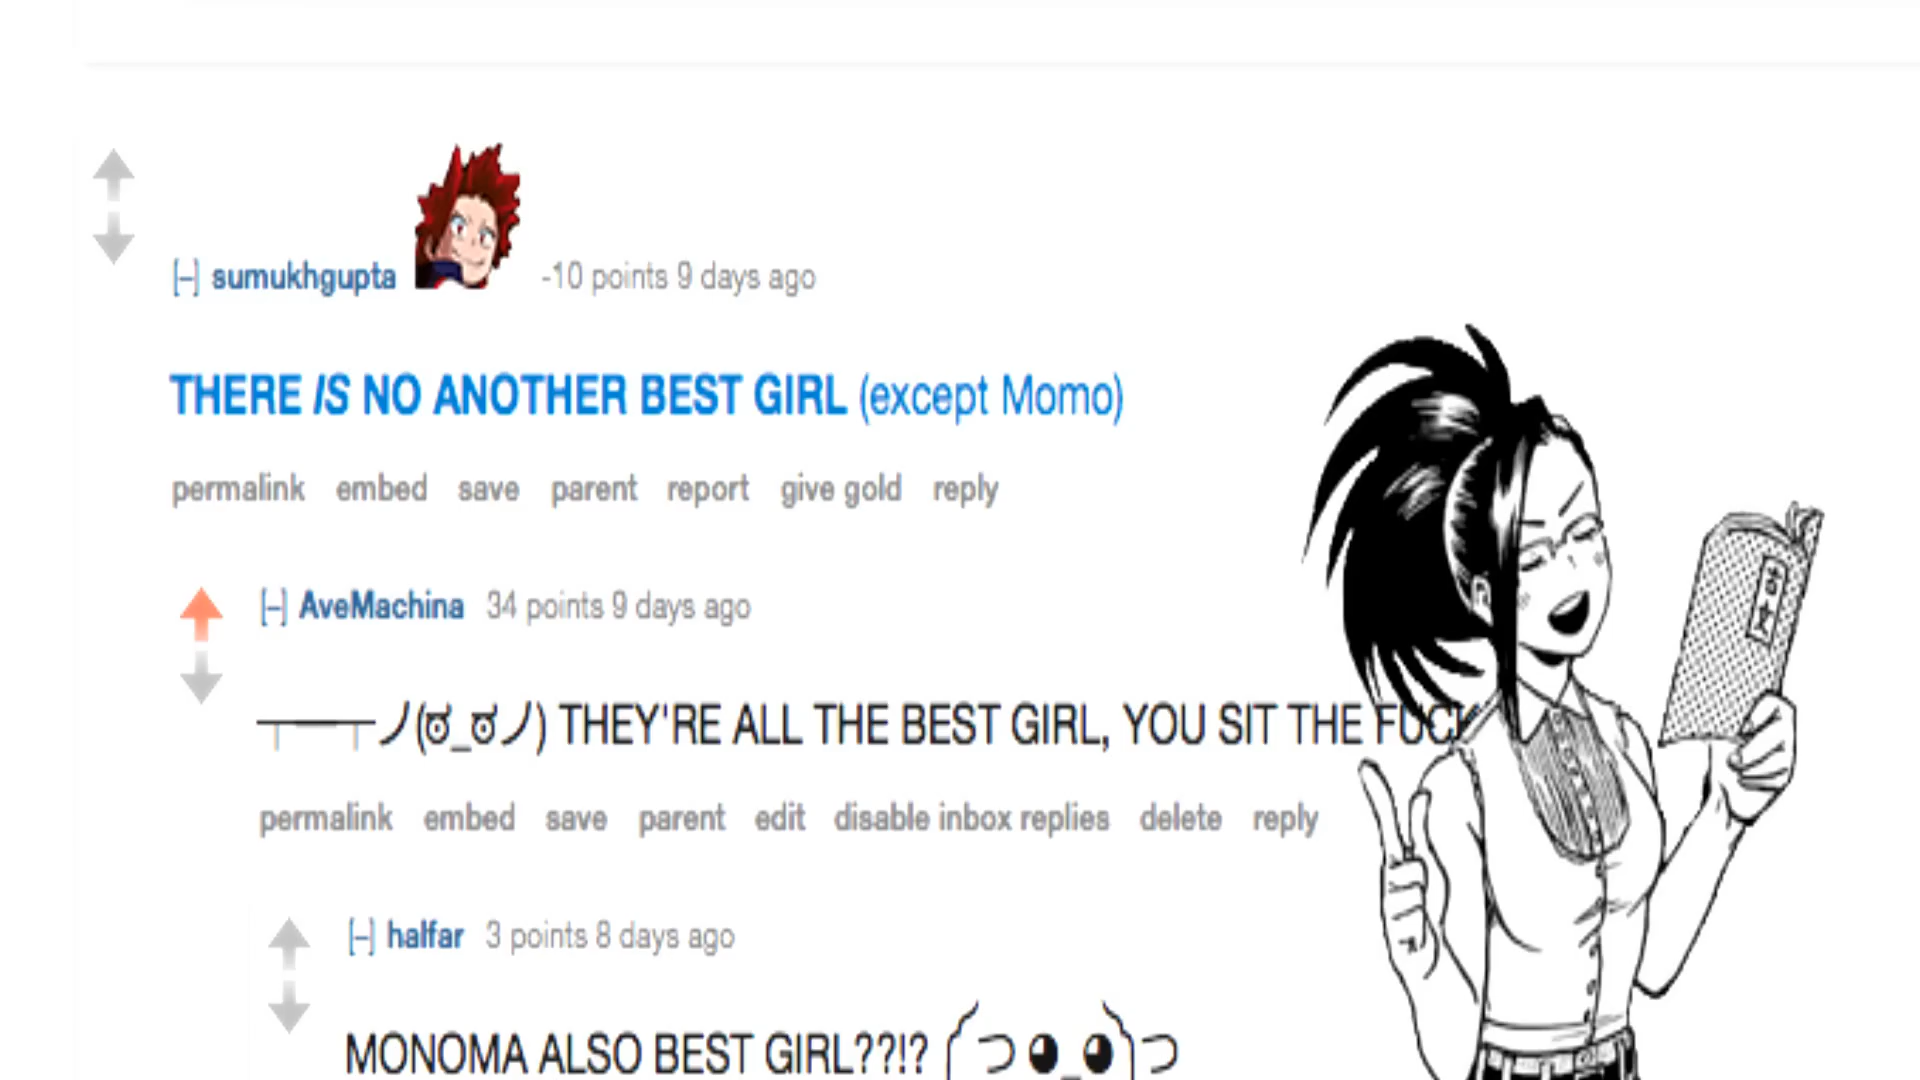 [–] sumukhgupta -10 points 9 days ago
THERE IS NO ANOTHER BEST GIRL (except Momo)
permalink embed save parent report give gold reply
[–] AveMachina 34 points 9 days ago
┬──┬ノ(ಠ_ಠノ) THEY'RE ALL THE BEST GIRL, YOU SIT THE FUCK
permalink embed save parent edit disable inbox replies delete reply
[–] halfar 3 points 8 days ago
MONOMA ALSO BEST GIRL??!? (つ◕_◕)つ